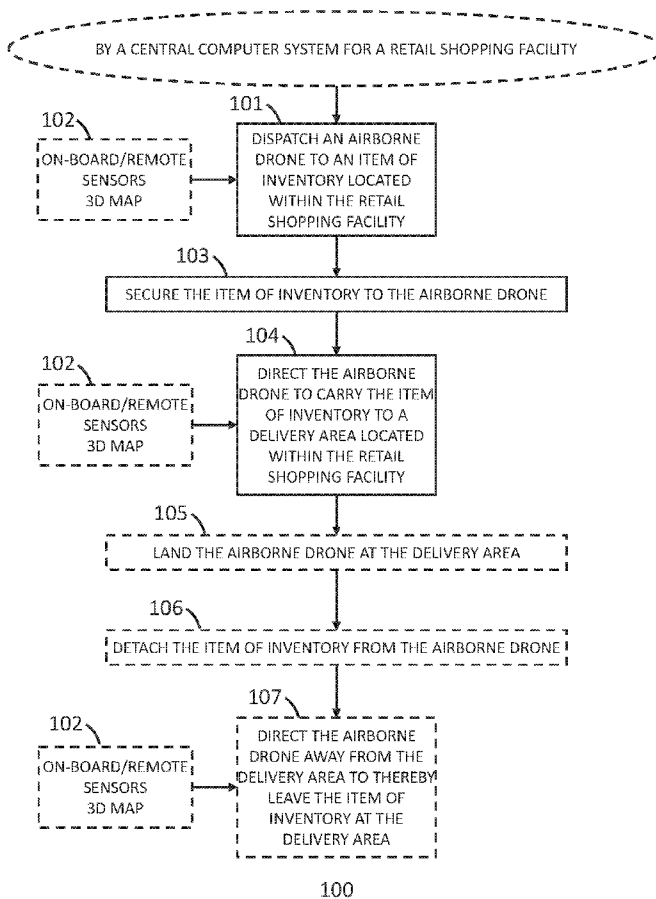 BY A CENTRAL COMPUTER SYSTEM FOR A RETAIL SHOPPING FACILITY
101
102
DISPATCH AN AIRBORNE
DRONE TO AN ITEM OF
INVENTORY LOCATED
WITHIN THE RETAIL
SHOPPING FACILITY
ON-BOARD/REMOTE
SENSORS
3D MAP
103
SECURE THE ITEM OF INVENTORY TO THE AIRBORNE DRONE
104
102
DIRECT THE AIRBORNE
DRONE TO CARRY THE ITEM
OF INVENTORY TO A
DELIVERY AREA LOCATED
WITHIN THE RETAIL
SHOPPING FACILITY
ON-BOARD/REMOTE
SENSORS
3D MAP
105
LAND THE AIRBORNE DRONE AT THE DELIVERY AREA
106
DETACH THE ITEM OF INVENTORY FROM THE AIRBORNE DRONE
107
102
DIRECT THE AIRBORNE
DRONE AWAY FROM THE
DELIVERY AREA TO THEREBY
LEAVE THE ITEM OF
INVENTORY AT THE
DELIVERY AREA
ON-BOARD/REMOTE
SENSORS
3D MAP
100